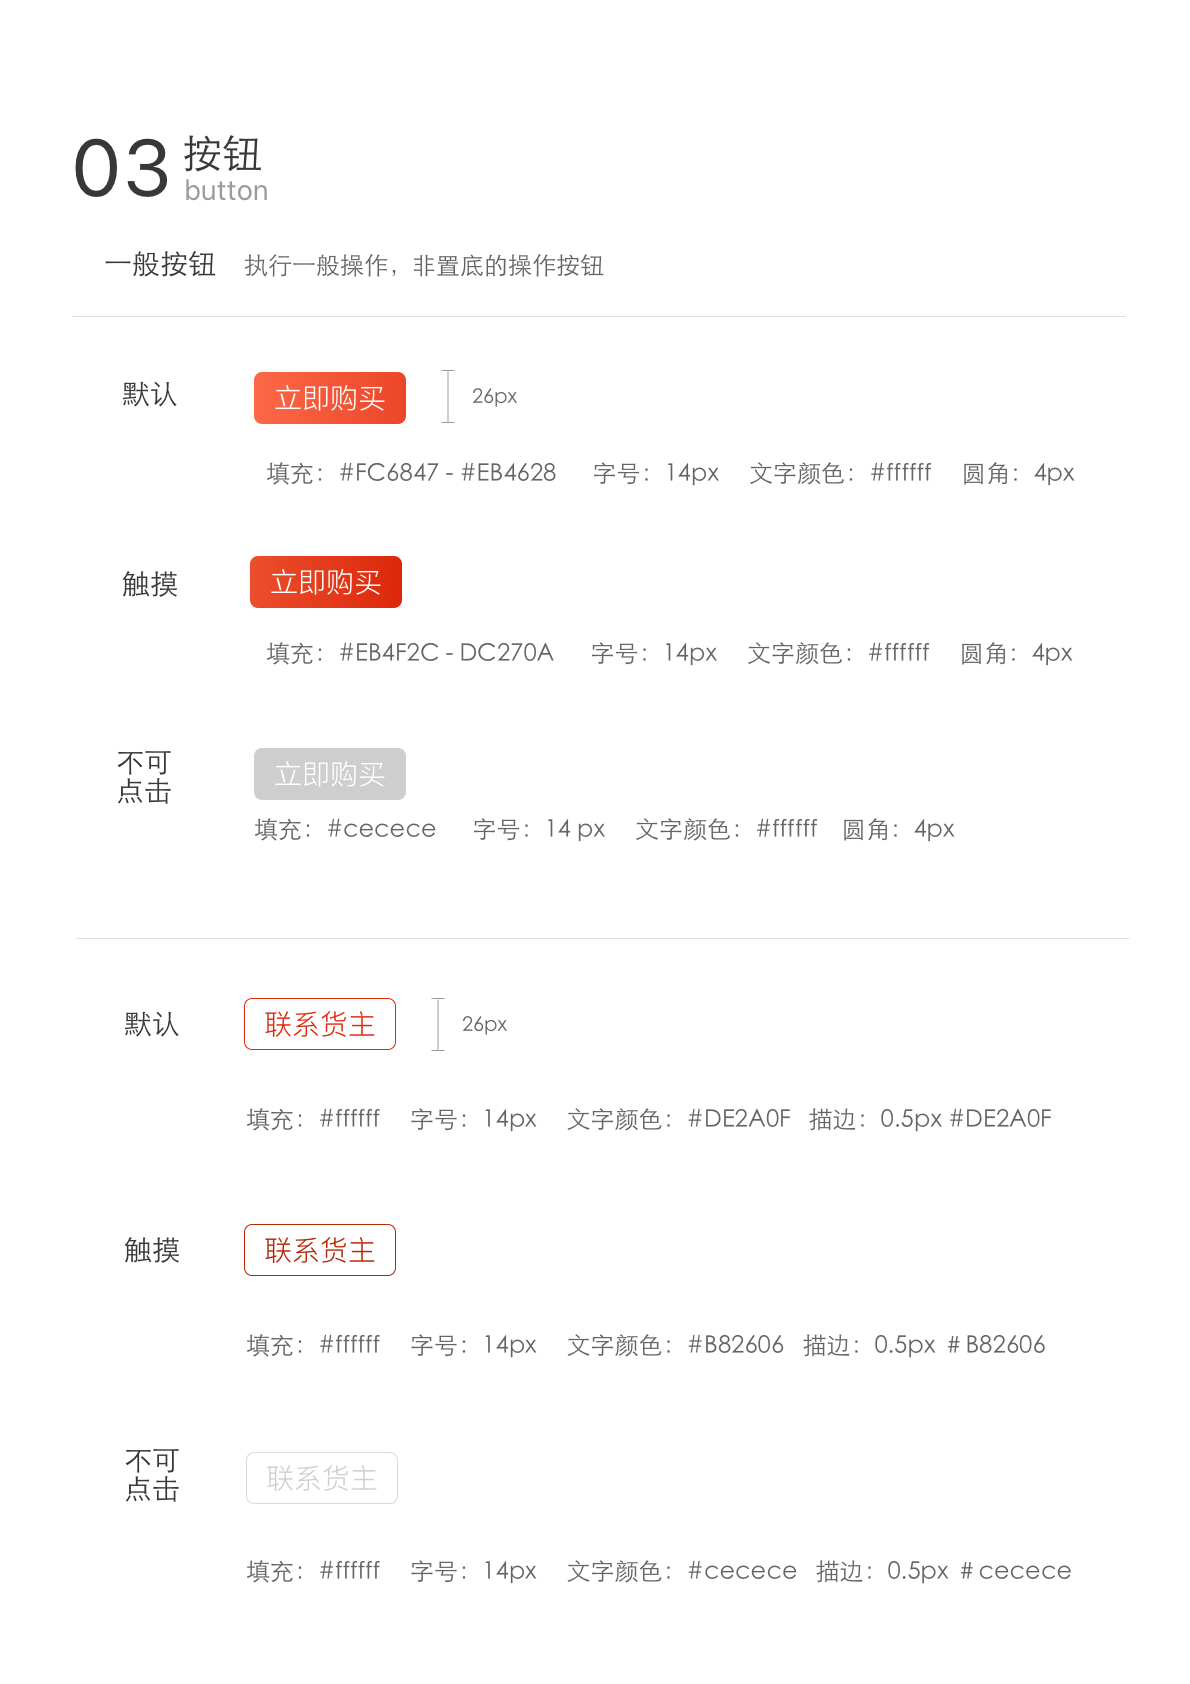 03 按钮
button
一般按钮 执行一般操作，非置底的操作按钮
默认 立即购买 26px
填充：#FC6847 - #EB4628 字号：14px 文字颜色：#ffffff 圆角：4px
触摸 立即购买
填充：#EB4F2C - DC270A 字号：14px 文字颜色：#ffffff 圆角：4px
不可
点击 立即购买
填充：#cecece 字号：14 px 文字颜色：#ffffff 圆角：4px
默认 联系货主 26px
填充：#ffffff 字号：14px 文字颜色：#DE2A0F 描边：0.5px #DE2A0F
触摸 联系货主
填充：#ffffff 字号：14px 文字颜色：#B82606 描边：0.5px # B82606
不可
点击 联系货主
填充：#ffffff 字号：14px 文字颜色：#cecece 描边：0.5px # cecece